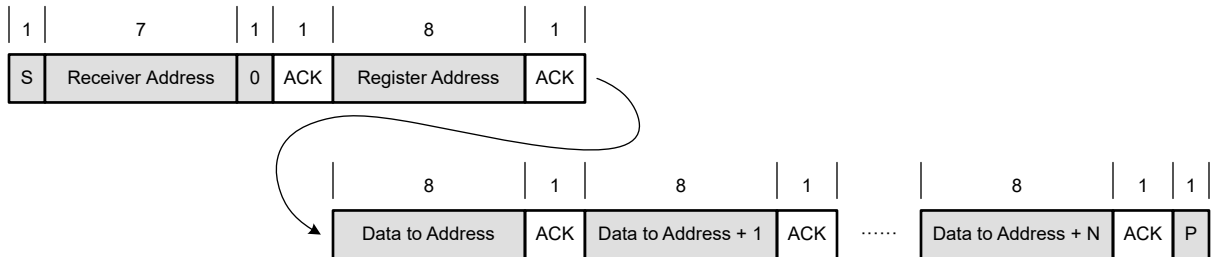 1 7 1 1 8 1
S Receiver Address 0 ACK Register Address ACK
8 1 8 1 8 1 1
Data to Address ACK Data to Address + 1 ACK ...... Data to Address + N ACK P